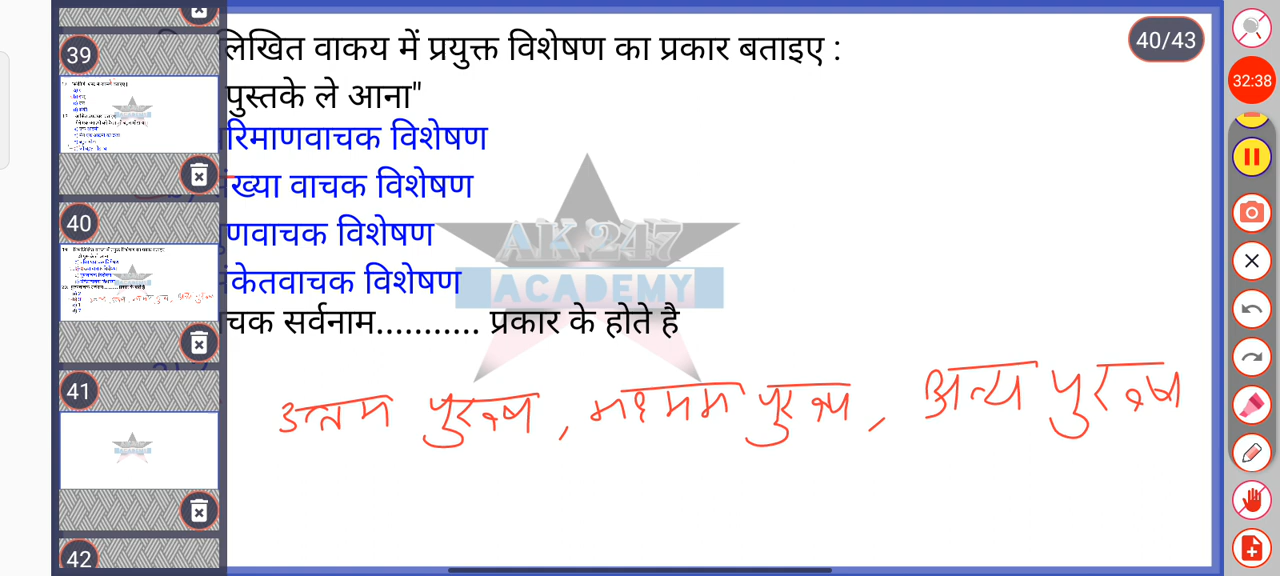 39
40
41
42
40/43
32:38
लिखित वाकय में प्रयुक्त विशेषण का प्रकार बताइए :
पुस्तके ले आना"
रिमाणवाचक विशेषण
ंख्या वाचक विशेषण
णवाचक विशेषण
ंकेतवाचक विशेषण
चक सर्वनाम........... प्रकार के होते है
उत्तम पुरुष, मध्यम पुरुष, अन्य पुरुष
AK 247
ACADEMY